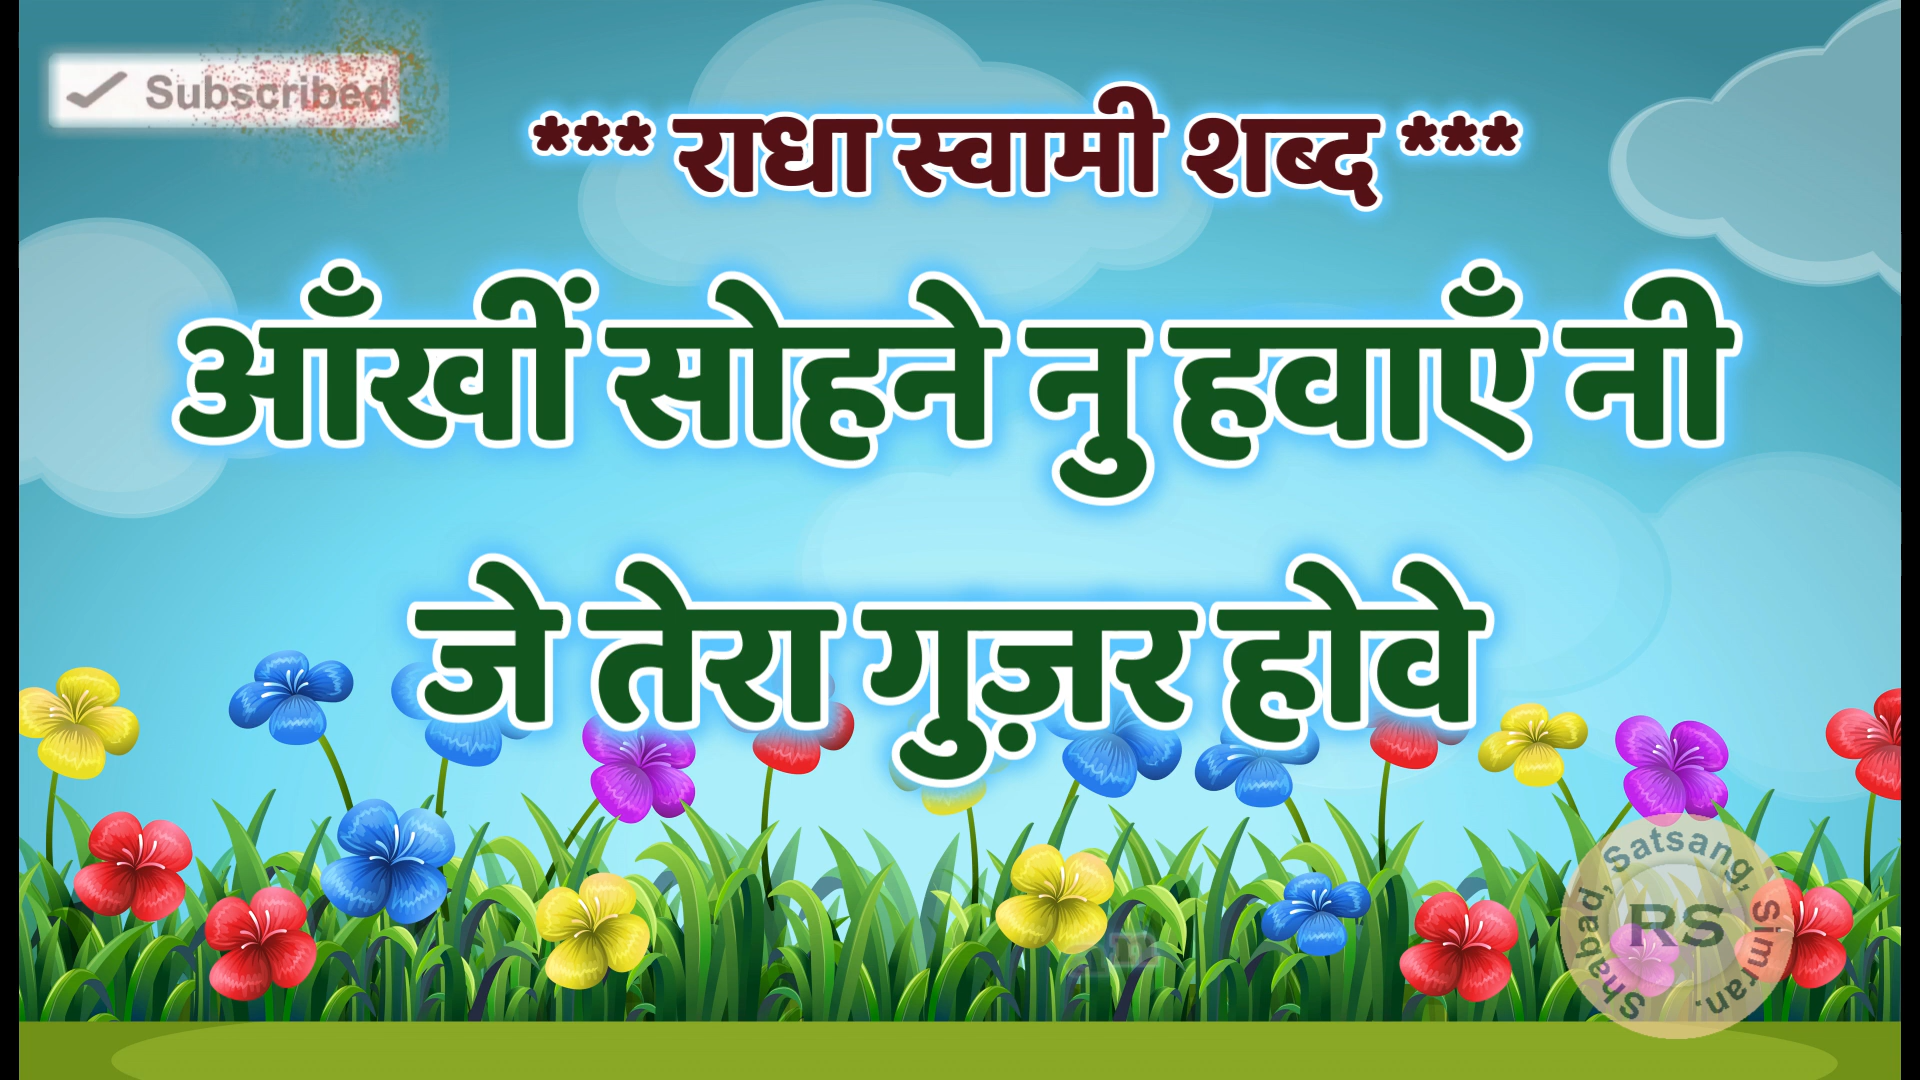 Subscribed
*** राधा स्वामी शब्द ***
आँखीं सोहने नु हवाएँ नी
जे तेरा गुज़र होवे
Shabad, Satsang, Simran.
RS